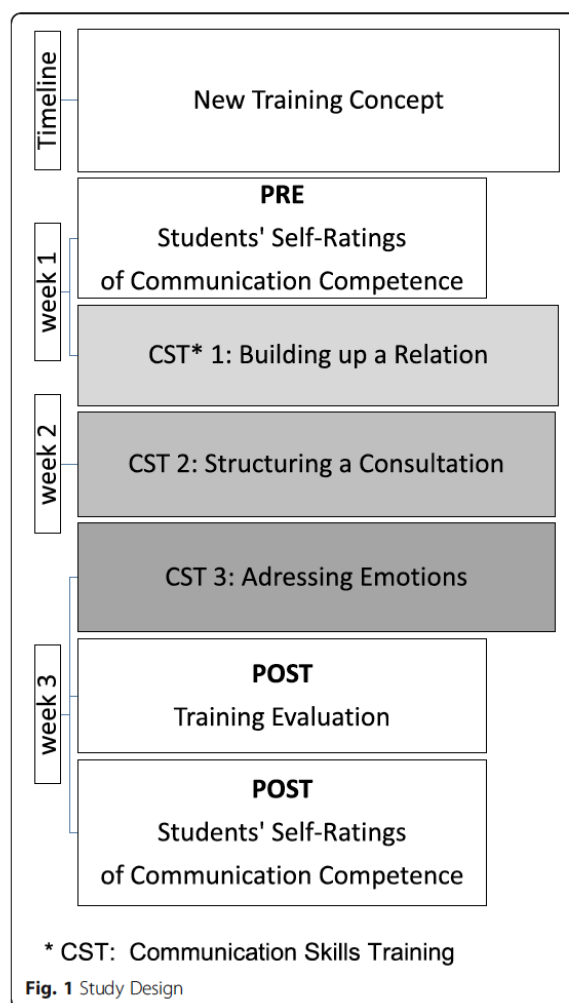 Timeline
New Training Concept
week 1
PRE
Students' Self-Ratings
of Communication Competence
CST* 1: Building up a Relation
week 2
CST 2: Structuring a Consultation
week 3
CST 3: Adressing Emotions
POST
Training Evaluation
POST
Students' Self-Ratings
of Communication Competence
* CST: Communication Skills Training
Fig. 1 Study Design